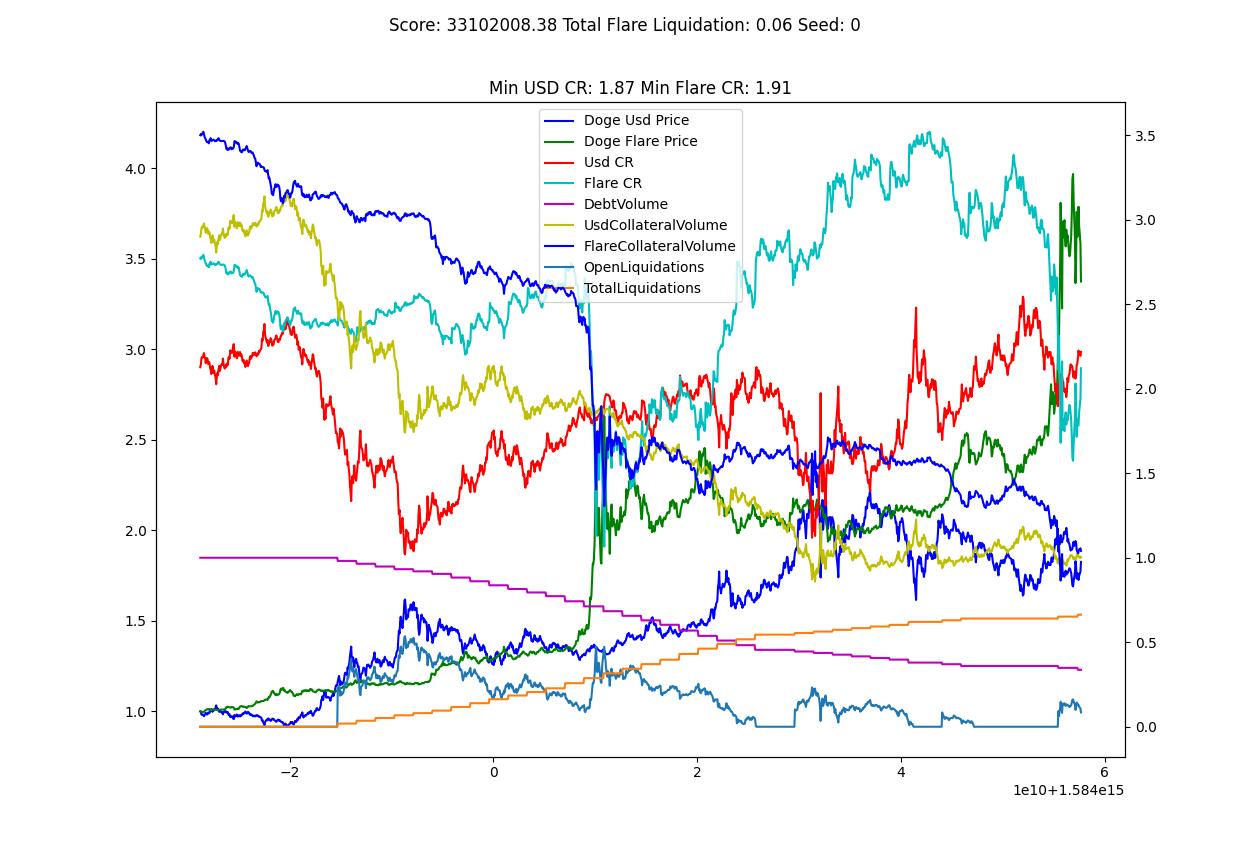 Score: 33102008.38 Total Flare Liquidation: 0.06 Seed: 0
Min USD CR: 1.87 Min Flare CR: 1.91
Doge Usd Price
Doge Flare Price
Usd CR
Flare CR
DebtVolume
UsdCollateralVolume
FlareCollateralVolume
OpenLiquidations
TotalLiquidations
4.0
3.5
3.0
2.5
2.0
1.5
1.0
3.5
3.0
2.5
2.0
1.5
1.0
0.5
0.0
−2
0
2
4
6
1e10+1.584e15